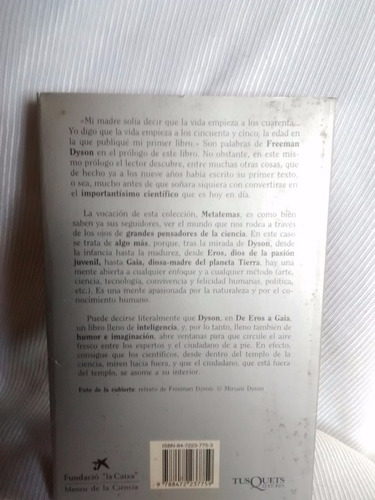 «Mi madre solía decir que la vida empieza a los cuarenta...
Yo digo que la vida empieza a los cincuenta y cinco, la edad en
la que publiqué mi primer libro.» Son palabras de Freeman
Dyson en el prólogo de este libro. No obstante, en este mis-
mo prólogo el lector descubre, entre muchas otras cosas, que
de hecho ya a los nueve años había escrito su primer texto,
o sea, mucho antes de que soñara siquiera con convertirse en
el importantísimo científico que es hoy en día.
La vocación de esta colección, Metatemas, es como bien
saben ya sus seguidores, ver el mundo que nos rodea a través
de los ojos de grandes pensadores de la ciencia. En este caso
se trata de algo más, porque, tras la mirada de Dyson, desde
la infancia hasta la madurez, desde Eros, dios de la pasión
juvenil, hasta Gaia, diosa-madre del planeta Tierra, hay una
mente abierta a cualquier enfoque y a cualquier método (arte,
ciencia, tecnología, convivencia y felicidad humanas, política,
etc.). Es una mente apasionada por la naturaleza y por el co-
nocimiento humano.
Puede decirse literalmente que Dyson, en De Eros a Gaia,
un libro lleno de inteligencia, y, por lo tanto, lleno también de
humor e imaginación, abre ventanas para que circule el aire
fresco entre los expertos y el ciudadano de a pie. En efecto,
consigue que los científicos, desde dentro del templo de la
ciencia, miren hacia fuera, y que el ciudadano, que está fuera
del templo, se asome a su interior.
Foto de la cubierta: retrato de Freeman Dyson. © Miriam Dyson
ISBN 84-7223-775-3
9 788472 237759
Fundació "la Caixa"
Museu de la Ciència
TUSQUETS
EDITORES